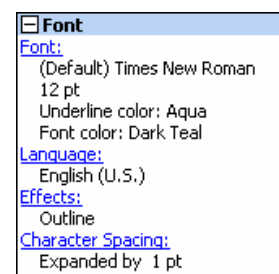 Font
Font:
(Default) Times New Roman
12 pt
Underline color: Aqua
Font color: Dark Teal
Language:
English (U.S.)
Effects:
Outline
Character Spacing:
Expanded by  1 pt